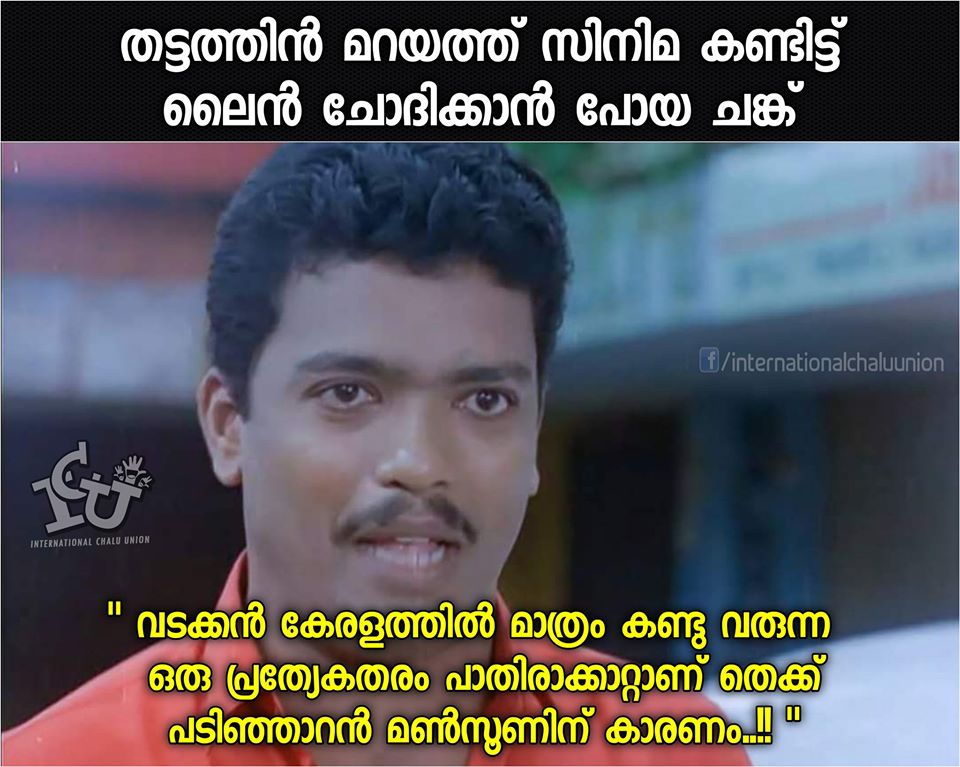 തട്ടത്തിൻ മറയത്ത് സിനിമ കണ്ടിട്ട്
ലൈൻ ചോദിക്കാൻ പോയ ചങ്ക്
f/internationalchaluunion
ICU
INTERNATIONAL CHALU UNION
" വടക്കൻ കേരളത്തിൽ മാത്രം കണ്ടു വരുന്ന
ഒരു പ്രത്യേകതരം പാതിരാക്കാറ്റാണ് തെക്ക്
പടിഞ്ഞാറൻ മൺസൂണിന് കാരണം..!! "